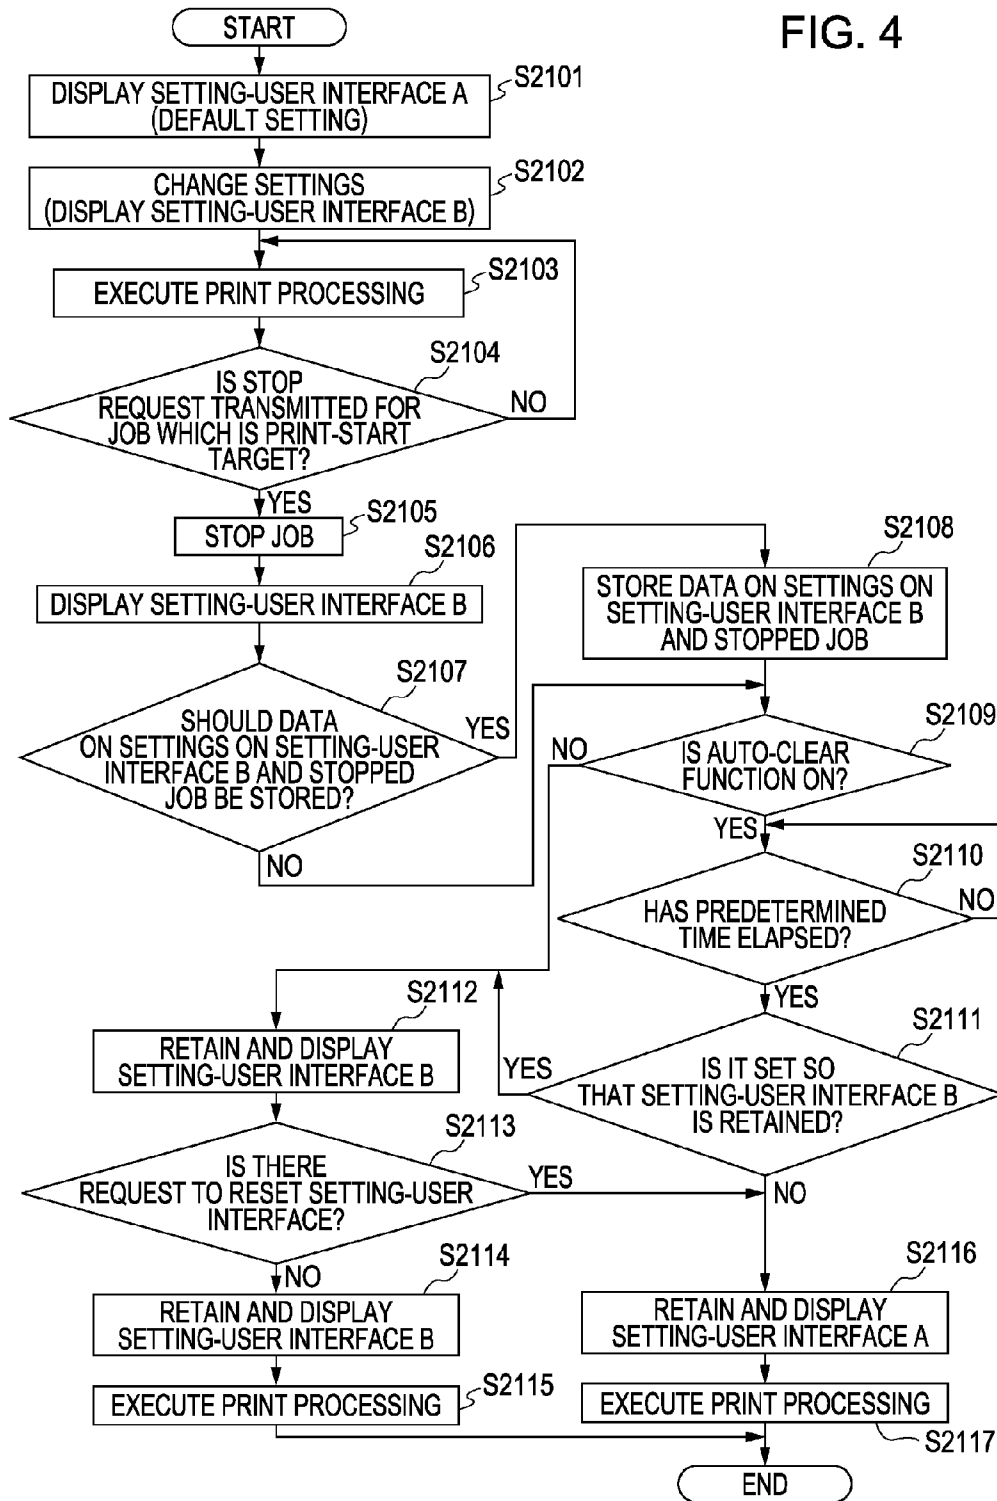 FIG. 4
START
S2101
DISPLAY SETTING-USER INTERFACE A
(DEFAULT SETTING)
S2102
CHANGE SETTINGS
(DISPLAY SETTING-USER INTERFACE B)
S2103
EXECUTE PRINT PROCESSING
S2104
IS STOP
REQUEST TRANSMITTED FOR
JOB WHICH IS PRINT-START
TARGET?
NO
YES
S2105
STOP JOB
S2106
DISPLAY SETTING-USER INTERFACE B
S2107
SHOULD DATA
ON SETTINGS ON SETTING-USER
INTERFACE B AND STOPPED
JOB BE STORED?
YES
NO
S2108
STORE DATA ON SETTINGS ON
SETTING-USER INTERFACE B
AND STOPPED JOB
S2109
IS AUTO-CLEAR
FUNCTION ON?
NO
YES
S2110
HAS PREDETERMINED
TIME ELAPSED?
NO
YES
S2111
IS IT SET SO
THAT SETTING-USER INTERFACE B
IS RETAINED?
YES
NO
S2112
RETAIN AND DISPLAY
SETTING-USER INTERFACE B
S2113
IS THERE
REQUEST TO RESET SETTING-USER
INTERFACE?
YES
NO
S2114
RETAIN AND DISPLAY
SETTING-USER INTERFACE B
S2115
EXECUTE PRINT PROCESSING
S2116
RETAIN AND DISPLAY
SETTING-USER INTERFACE A
EXECUTE PRINT PROCESSING
S2117
END